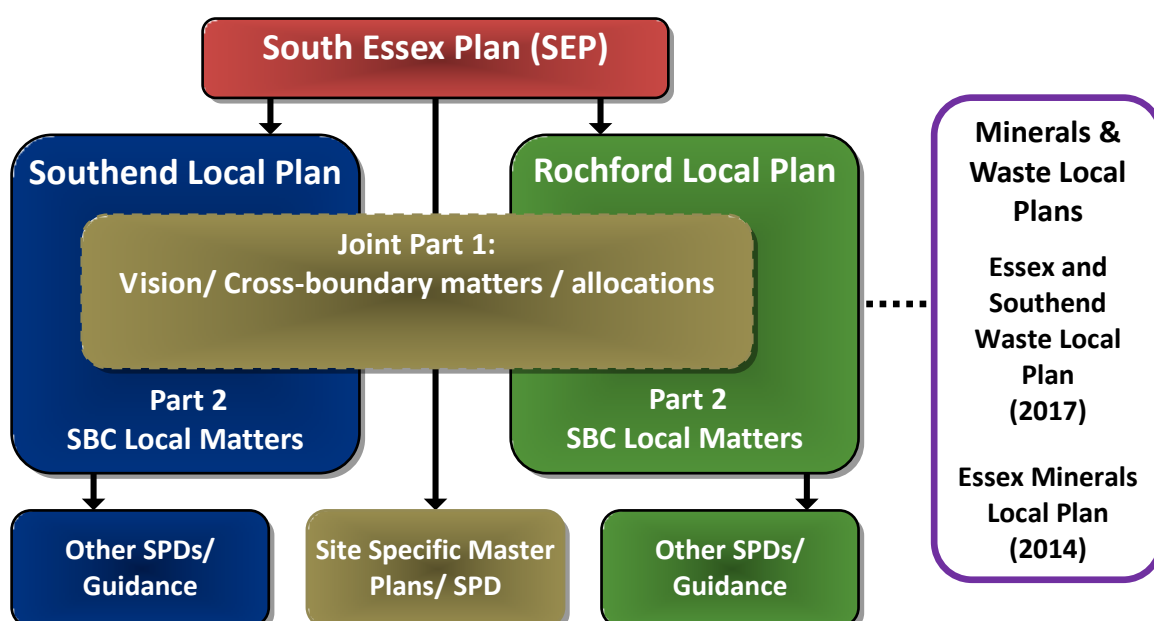 South Essex Plan (SEP)
Southend Local Plan
Rochford Local Plan
Joint Part 1:
Vision/ Cross-boundary matters / allocations
Part 2
SBC Local Matters
Part 2
SBC Local Matters
Other SPDs/
Guidance
Site Specific Master
Plans/ SPD
Other SPDs/
Guidance
Minerals &
Waste Local
Plans
Essex and
Southend
Waste Local
Plan
(2017)
Essex Minerals
Local Plan
(2014)